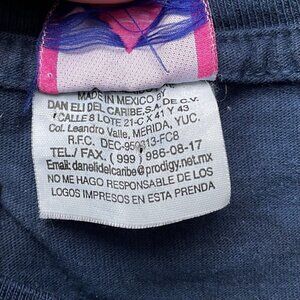 MADE IN MEXICO BY
DAN ELI DEL CARIBE, S.A. DE C.V.
CALLE 8 LOTE 21-C X 41 Y 43
Col. Leandro Valle, MERIDA, YUC.
R.F.C. DEC-950313-FC8
TEL./ FAX. ( 999 ) 986-08-17
Email: danelidelcaribe@prodigy.net.mx
NO ME HAGO RESPONSABLE DE LOS
LOGOS IMPRESOS EN ESTA PRENDA